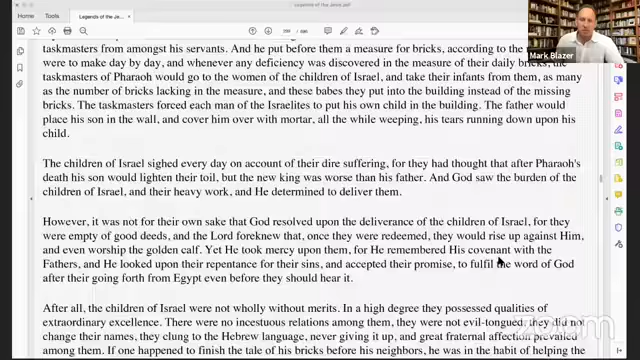 Legends of the Je
.pdf
Home
Tools
Legends of the Ja...
259
Mark Blazer
taskmasters from amongst his servants. And he put before them a measure for bricks, according to the
were to make day by day, and whenever any deficiency was discovered in the measure of their daily bricks, the
taskmasters of Pharaoh would go to the women of the children of Israel, and take their infants from them, as many
as the number of bricks lacking in the measure, and these babes they put into the building instead of the missing
bricks. The taskmasters forced each man of the Israelites to put his own child in the building. The father would
place his son in the wall, and cover him over with mortar, all the while weeping, his tears running down upon his
child.
The children of Israel sighed every day on account of their dire suffering, for they had thought that after Pharaoh's
death his son would lighten their toil, but the new king was worse than his father. And God saw the burden of the
children of Israel, and their heavy work, and He determined to deliver them.
However, it was not for their own sake that God resolved upon the deliverance of the children of Israel, for they
were empty of good deeds, and the Lord foreknew that, once they were redeemed, they would rise up against Him,
and even worship the golden calf. Yet He took mercy upon them, for He remembered His covenant with the
Fathers, and He looked upon their repentance for their sins, and accepted their promise, to fulfil the word of God
after their going forth from Egypt even before they should hear it.
After all, the children of Israel were not wholly without merits. In a high degree they possessed qualities of
extraordinary excellence. There were no incestuous relations among them, they were not evil-tongued, they did not
change their names, they clung to the Hebrew language, never giving it up, and great fraternal affection prevailed
among them. If one happened to finish the tale of his bricks before his neighbors, he was in the habit of helping the
zoom